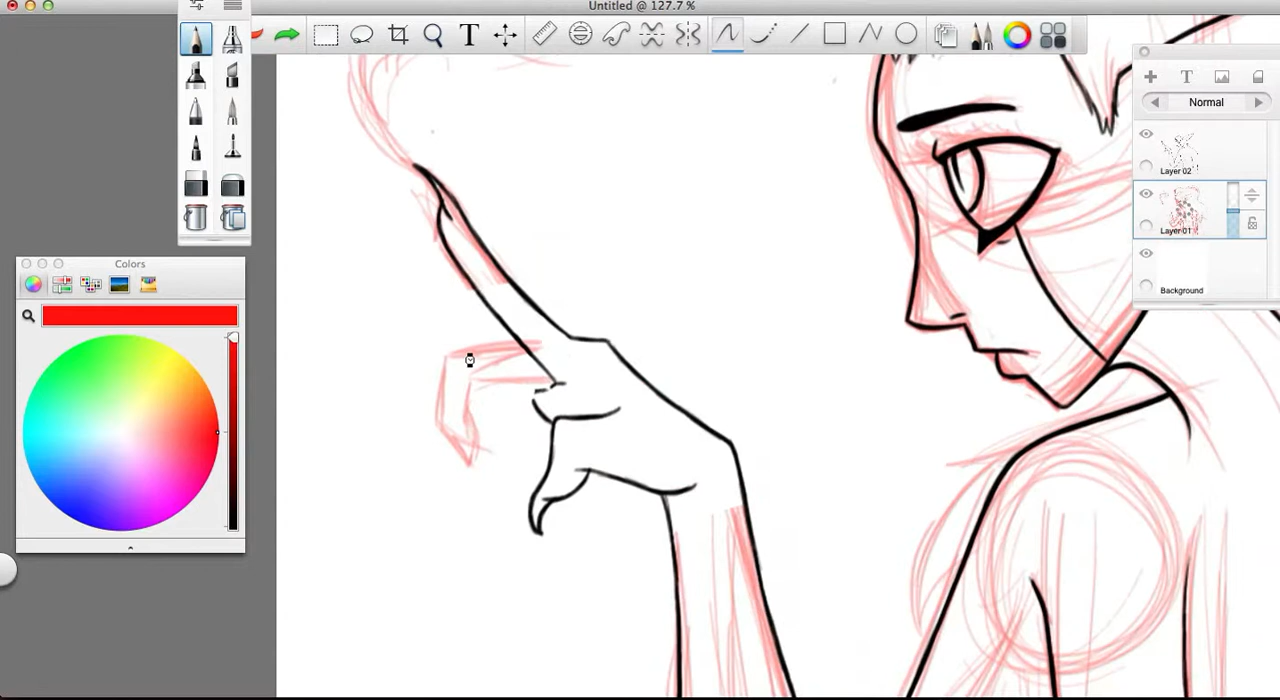 Untitled @ 127.7 %
T
T
Normal
Layer 02
Layer 01
Background
Colors